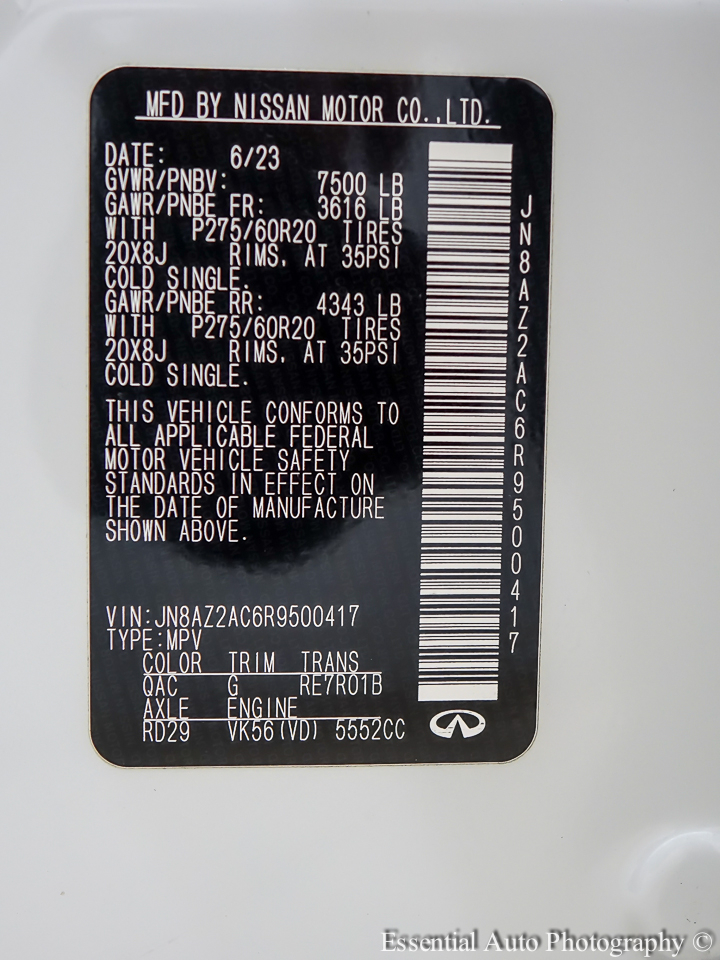 MFD BY NISSAN MOTOR CO.,LTD.
DATE: 6/23
GVWR/PNBV: 7500 LB
GAWR/PNBE FR: 3616 LB
WITH P275/60R20 TIRES
20X8J RIMS, AT 35PSI
COLD SINGLE.
GAWR/PNBE RR: 4343 LB
WITH P275/60R20 TIRES
20X8J RIMS, AT 35PSI
COLD SINGLE.
THIS VEHICLE CONFORMS TO
ALL APPLICABLE FEDERAL
MOTOR VEHICLE SAFETY
STANDARDS IN EFFECT ON
THE DATE OF MANUFACTURE
SHOWN ABOVE.
VIN:JN8AZ2AC6R9500417
TYPE:MPV
COLOR TRIM TRANS
QAC G RE7R01B
AXLE ENGINE
RD29 VK56(VD) 5552CC
JN8AZ2AC6R9500417
Essential Auto Photography ©